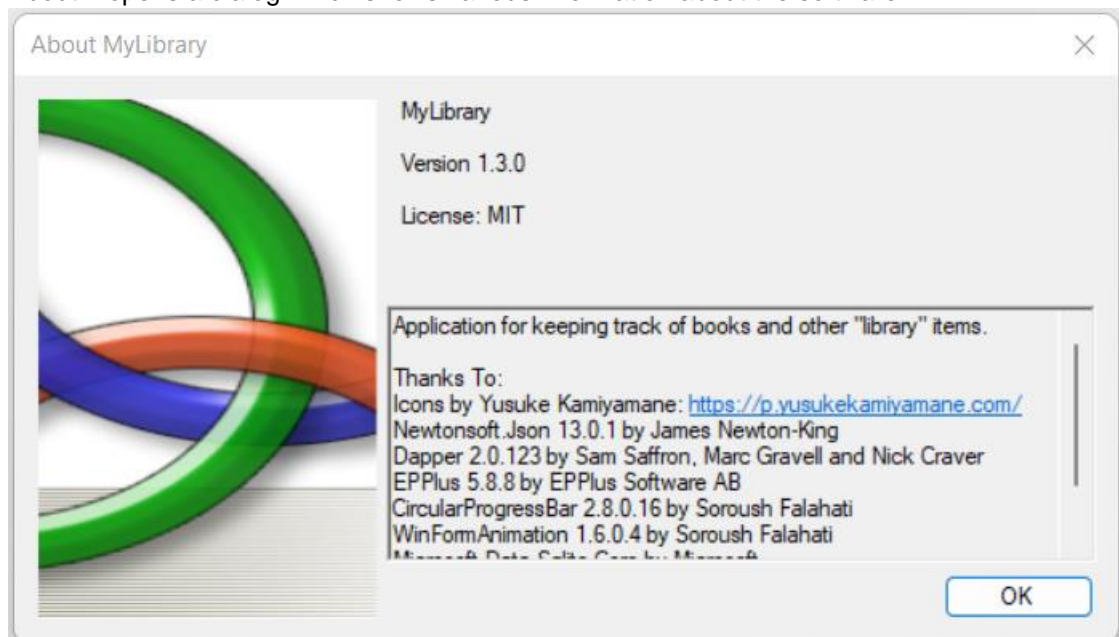 About MyLibrary
MyLibrary
Version 1.3.0
License: MIT
Application for keeping track of books and other "library" items.
Thanks To:
Icons by Yusuke Kamiyamane: https://p.yusukekamiyamane.com/
Newtonsoft.Json 13.0.1 by James Newton-King
Dapper 2.0.123 by Sam Saffron, Marc Gravell and Nick Craver
EPPlus 5.8.8 by EPPlus Software AB
CircularProgressBar 2.8.0.16 by Soroush Falahati
WinFormAnimation 1.6.0.4 by Soroush Falahati
OK